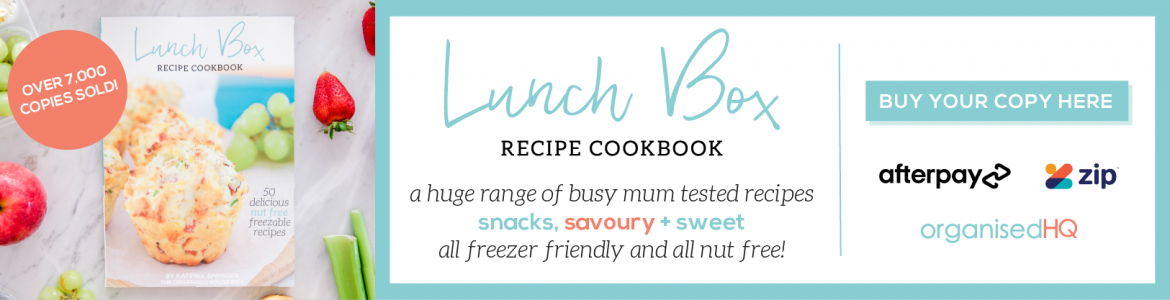 OVER 7,000
COPIES SOLD!
Lunch Box
RECIPE COOKBOOK
50
delicious
nut free
freezable
recipes
Lunch Box
RECIPE COOKBOOK
a huge range of busy mum tested recipes
snacks, savoury + sweet
all freezer friendly and all nut free!
BUY YOUR COPY HERE
afterpay
zip
organisedHQ